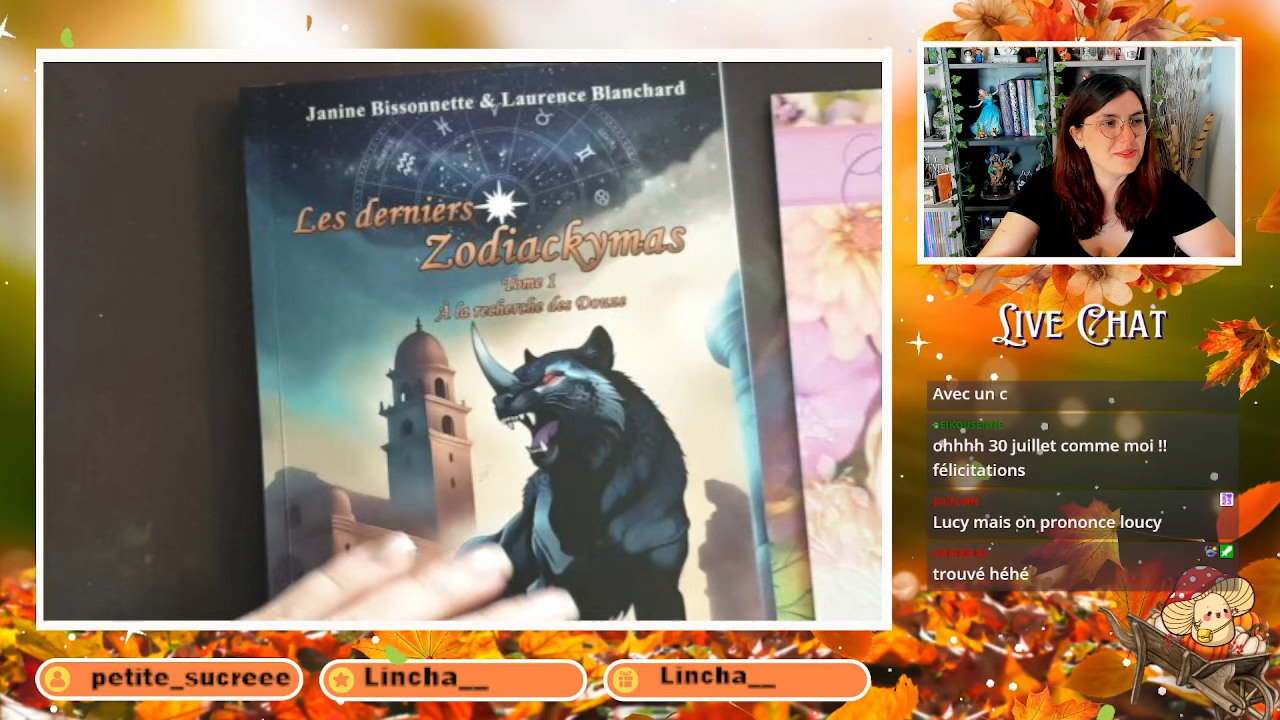 Janine Bissonnette & Laurence Blanchard
Les derniers
Zodiackymas
Tome 1
À la recherche des Douze
LIVE CHAT
Avec un c
ohhhh 30 juillet comme moi !!
félicitations
Lucy mais on prononce loucy
trouvé héhé
petite_sucreee
Lincha__
Lincha__